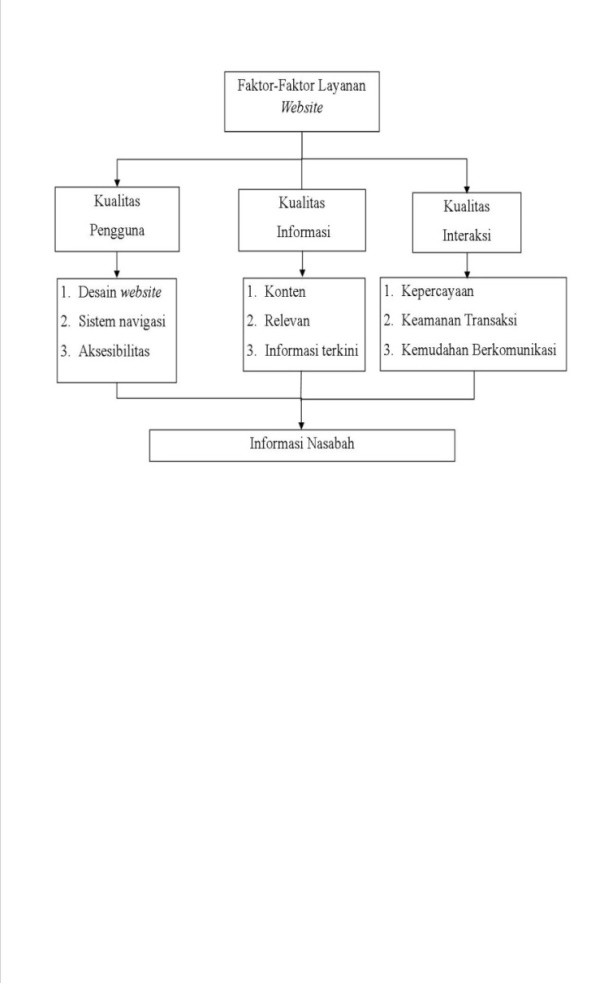 Faktor-Faktor Layanan
Website
Kualitas
Pengguna
Kualitas
Informasi
Kualitas
Interaksi
1. Desain website
2. Sistem navigasi
3. Aksesibilitas
1. Konten
2. Relevan
3. Informasi terkini
1. Kepercayaan
2. Keamanan Transaksi
3. Kemudahan Berkomunikasi
Informasi Nasabah